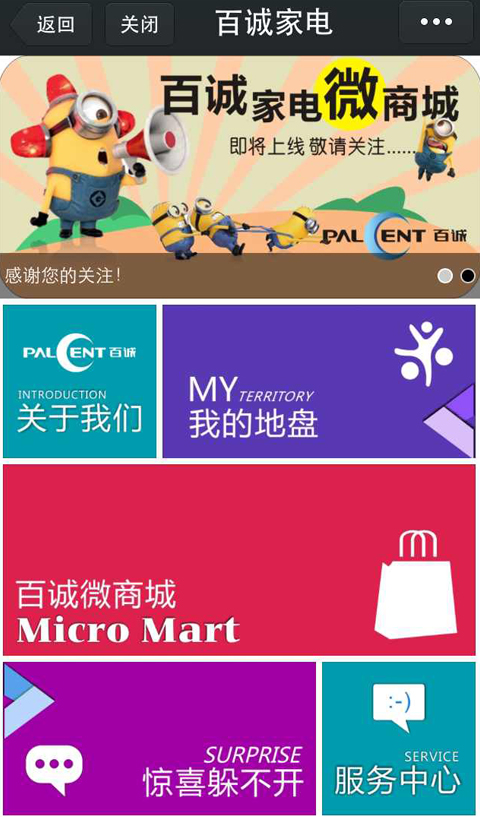 返回
关闭
百诚家电
百诚家电微商城
即将上线 敬请关注......
PALCENT 百诚
感谢您的关注！
PALCENT 百诚
INTRODUCTION
关于我们
MY TERRITORY
我的地盘
百诚微商城
Micro Mart
SURPRISE
惊喜躲不开
:-)
SERVICE
服务中心